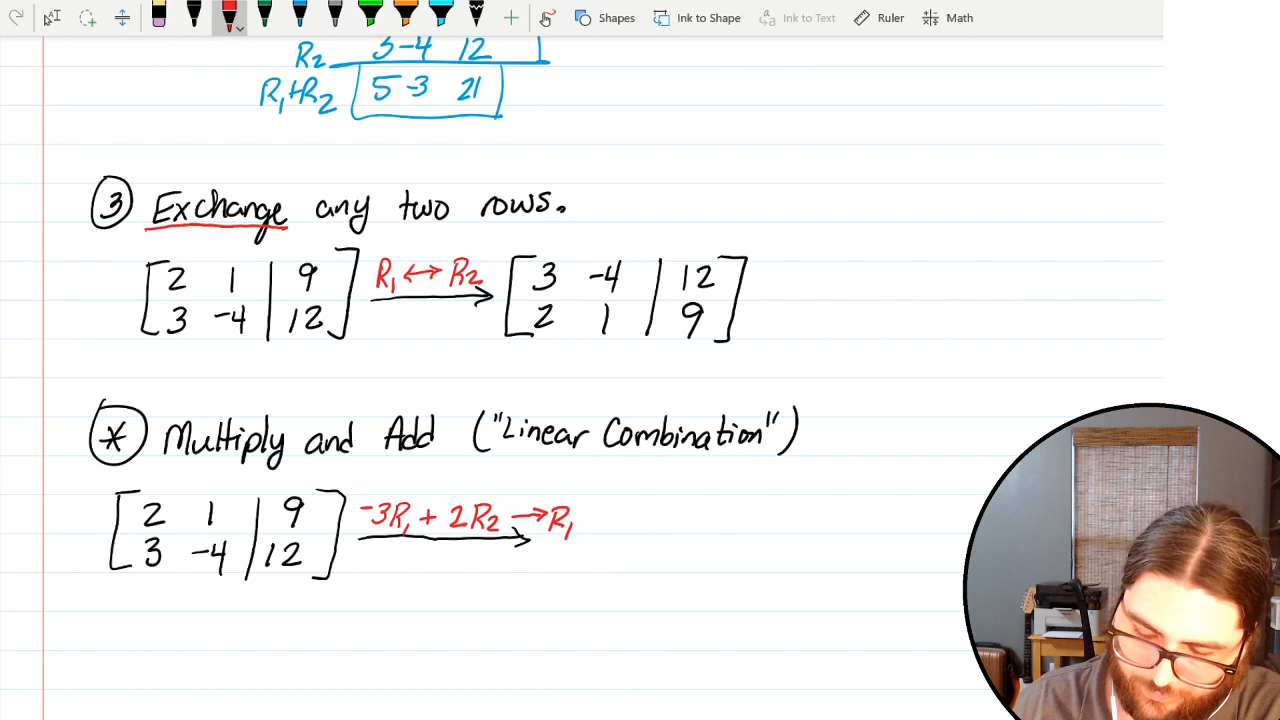 Shapes Ink to Shape Ink to Text Ruler Math
R2 3 -4 12
R1+R2 5 -3 21
3 Exchange any two rows.
[2 1 | 9] R1 ↔ R2 [3 -4 | 12]
[3 -4 | 12] [2 1 | 9]
* Multiply and Add ("Linear Combination")
[2 1 | 9] -3R1 + 2R2 → R1
[3 -4 | 12]